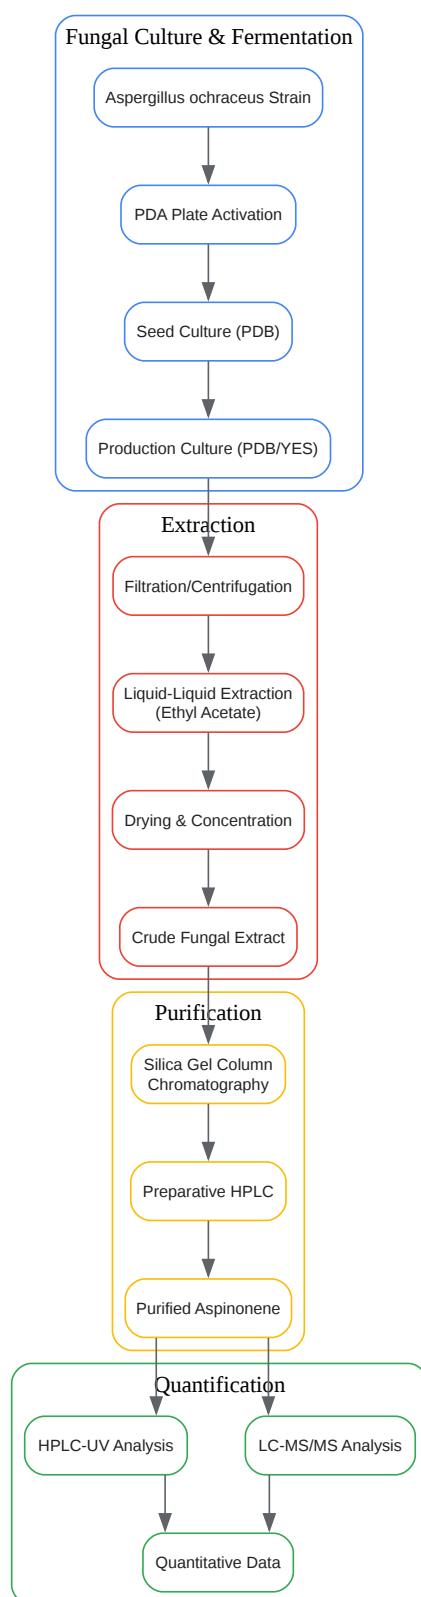 Fungal Culture & Fermentation
Aspergillus ochraceus Strain
PDA Plate Activation
Seed Culture (PDB)
Production Culture (PDB/YES)
Extraction
Filtration/Centrifugation
Liquid-Liquid Extraction
(Ethyl Acetate)
Drying & Concentration
Crude Fungal Extract
Purification
Silica Gel Column
Chromatography
Preparative HPLC
Purified Aspinonene
Quantification
HPLC-UV Analysis
LC-MS/MS Analysis
Quantitative Data